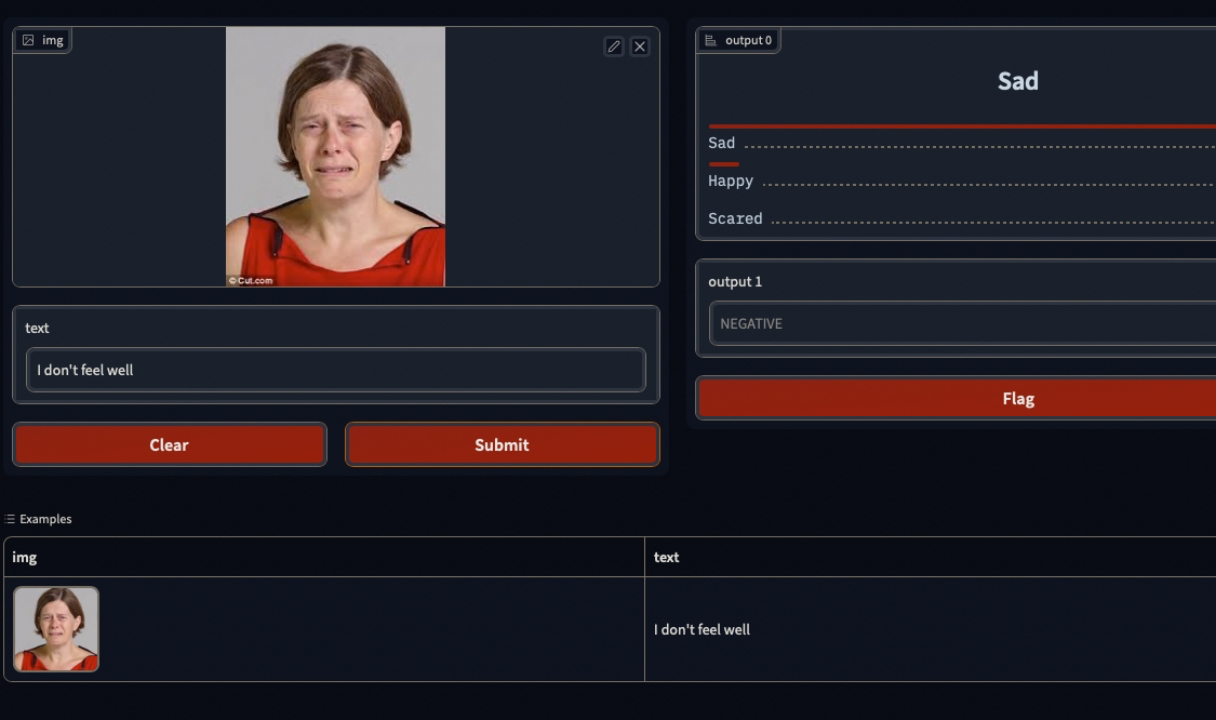 img
© Cut.com
text
I don't feel well
Clear
Submit
output 0
Sad
Sad
Happy
Scared
output 1
NEGATIVE
Flag
Examples
img
text
I don't feel well